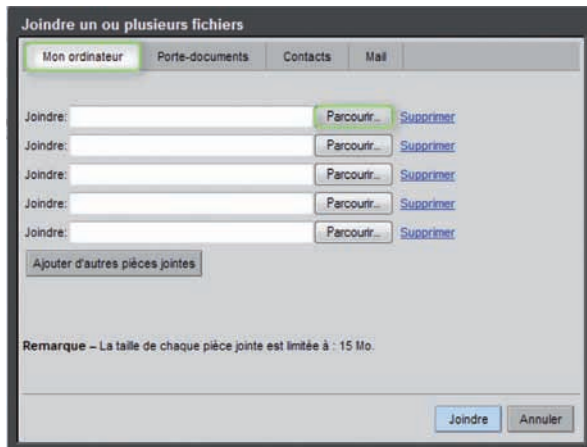 Joindre un ou plusieurs fichiers
Mon ordinateur Porte-documents Contacts Mail
Joindre: Parcourir... Supprimer
Joindre: Parcourir... Supprimer
Joindre: Parcourir... Supprimer
Joindre: Parcourir... Supprimer
Joindre: Parcourir... Supprimer
Ajouter d'autres pièces jointes
Remarque – La taille de chaque pièce jointe est limitée à : 15 Mo.
Joindre Annuler